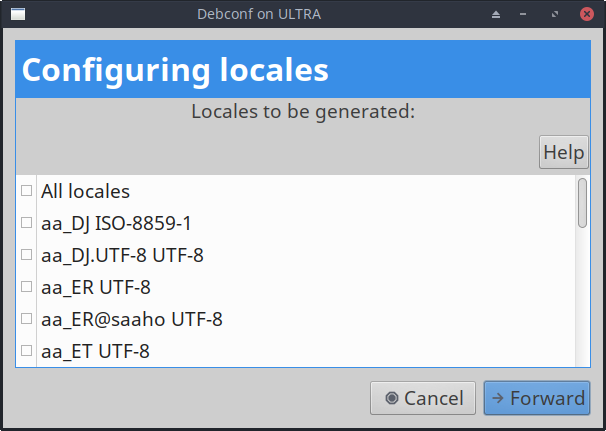 Debconf on ULTRA
Configuring locales
Locales to be generated:
Help
All locales
aa_DJ ISO-8859-1
aa_DJ.UTF-8 UTF-8
aa_ER UTF-8
aa_ER@saaho UTF-8
aa_ET UTF-8
Cancel
Forward